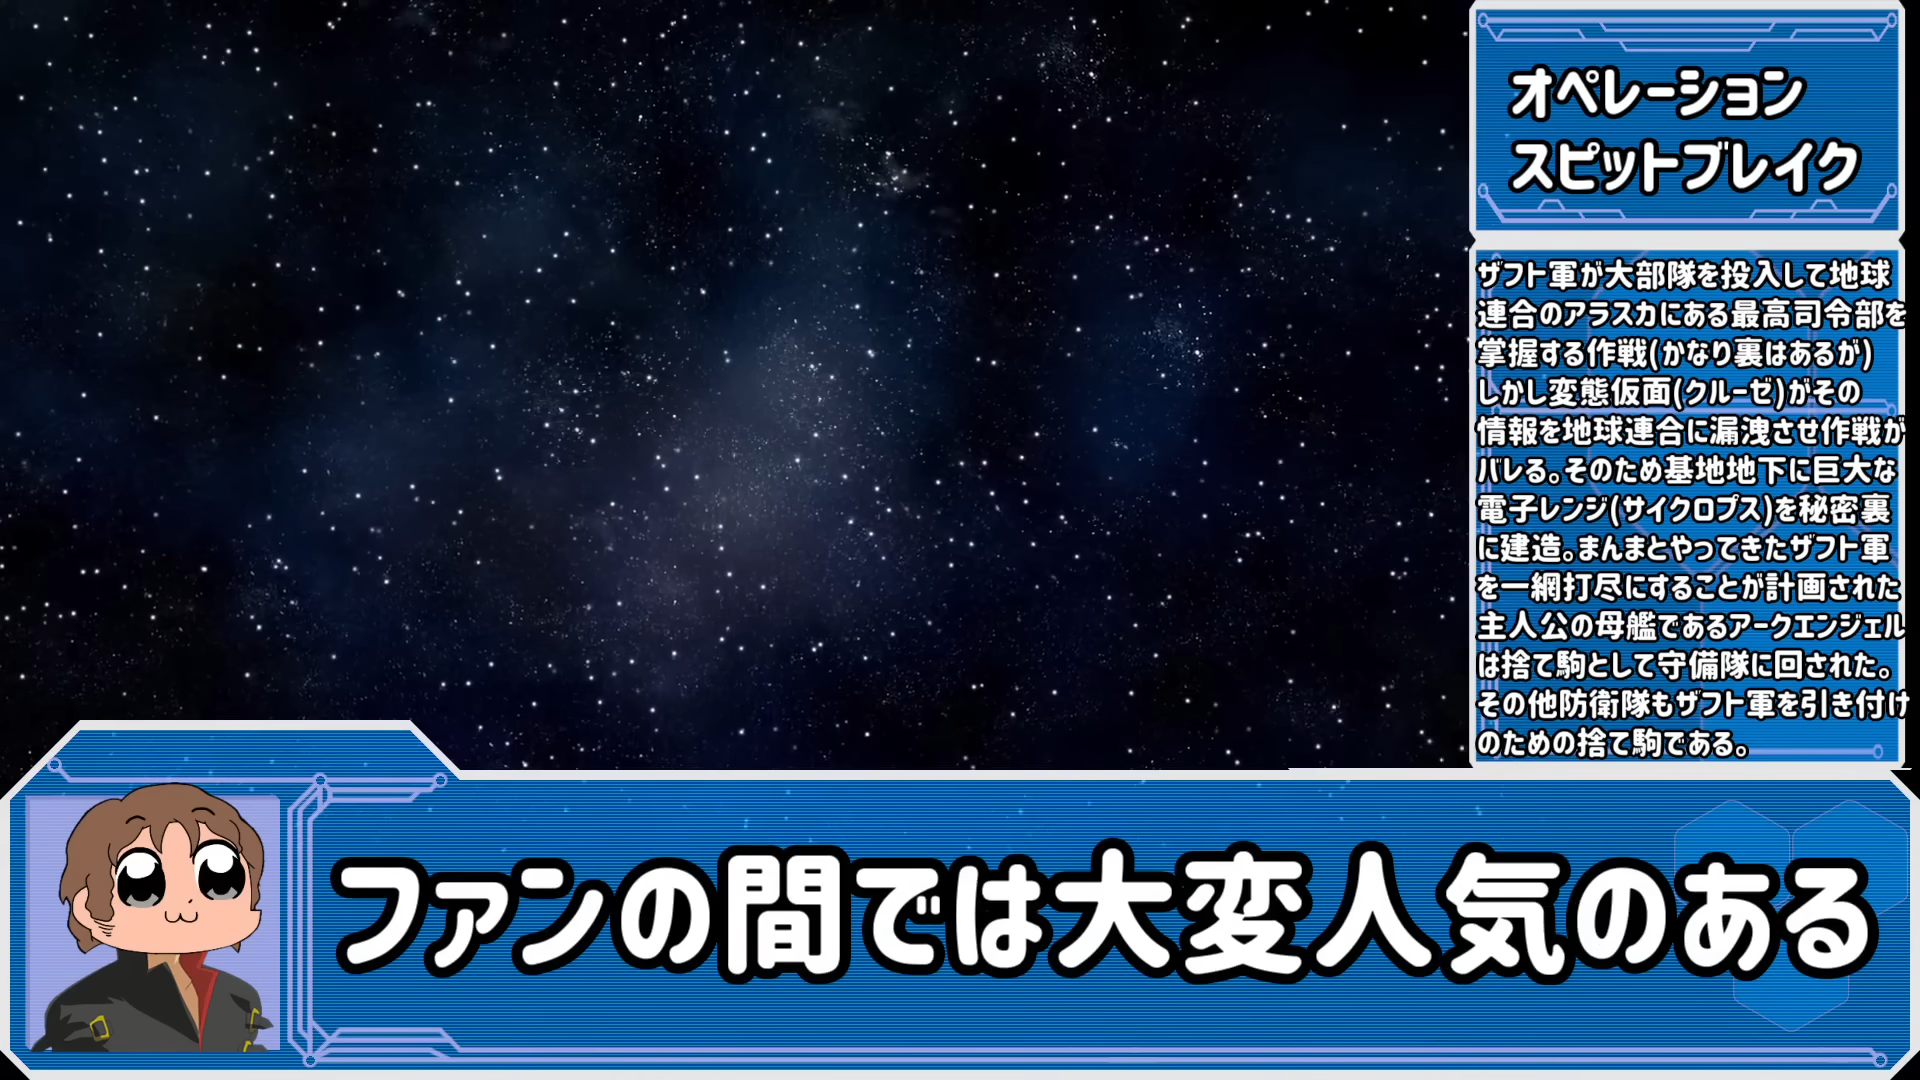 オペレーション
スピットブレイク
ザフト軍が大部隊を投入して地球
連合のアラスカにある最高司令部を
掌握する作戦(かなり裏はあるが)
しかし変態仮面(クルーゼ)がその
情報を地球連合に漏洩させ作戦が
バレる。そのため基地地下に巨大な
電子レンジ(サイクロプス)を秘密裏
に建造。まんまとやってきたザフト軍
を一網打尽にすることが計画された
主人公の母艦であるアークエンジェル
は捨て駒として守備隊に回された。
その他防衛隊もザフト軍を引き付け
のための捨て駒である。
ファンの間では大変人気のある